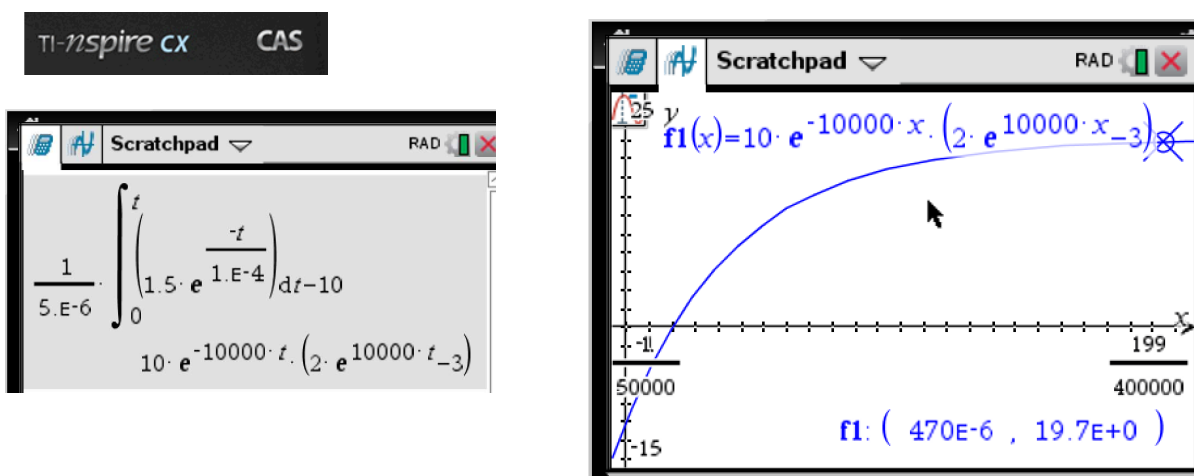 TI-nspire CX CAS
Scratchpad RAD
1/5.E-6 · ∫₀ᵗ (1.5 · e^(-t/1.E-4)) dt-10
10 · e^(-10000 · t) · (2 · e^(10000 · t) -3)
Scratchpad RAD
25 y
f1(x)=10 · e^(-10000 · x) · (2 · e^(10000 · x) -3)
x
-1/50000
199/400000
f1: ( 470E-6 , 19.7E+0 )
-15